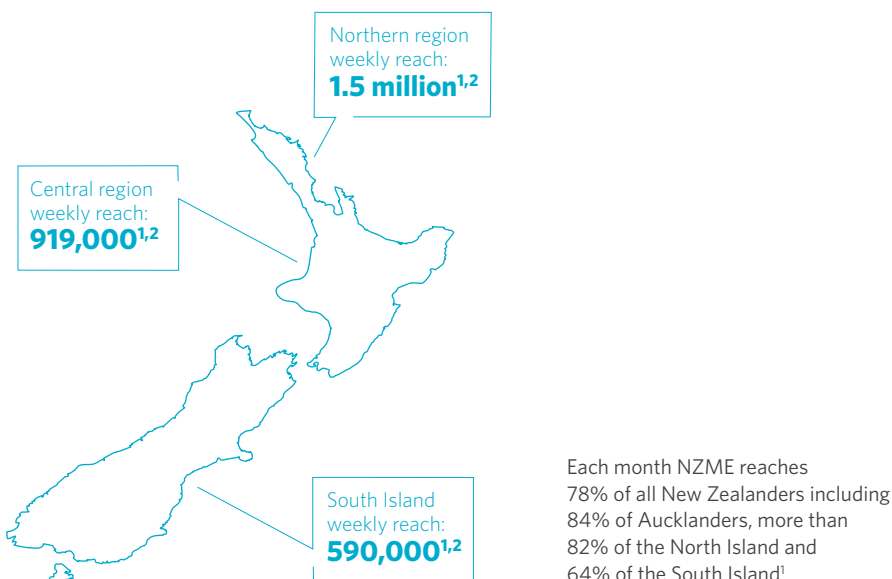 Northern region
weekly reach:
1.5 million1,2
Central region
weekly reach:
919,0001,2
South Island
weekly reach:
590,0001,2
Each month NZME reaches
78% of all New Zealanders including
84% of Aucklanders, more than
82% of the North Island and
64% of the South Island1